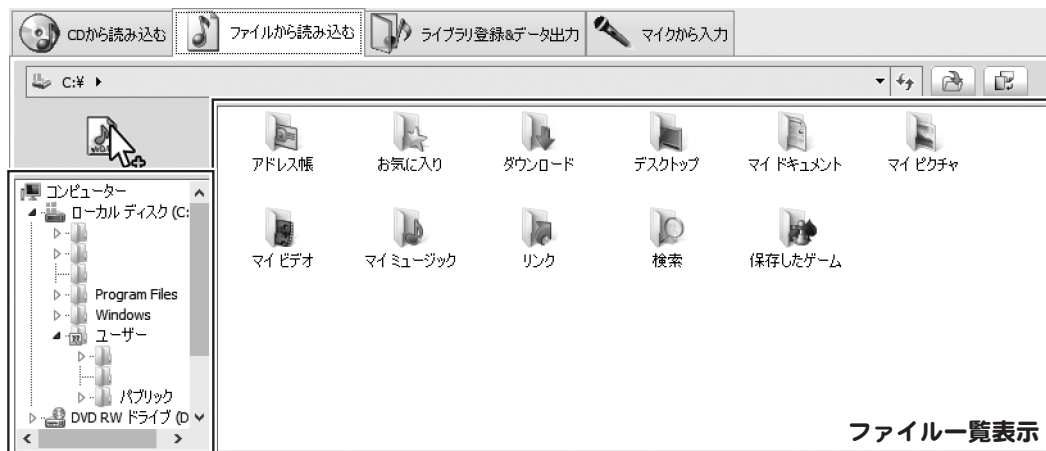 CDから読み込む
ファイルから読み込む
ライブラリ登録&データ出力
マイクから入力
C:¥
アドレス帳
お気に入り
ダウンロード
デスクトップ
マイ ドキュメント
マイ ピクチャ
マイ ビデオ
マイ ミュージック
リンク
検索
保存したゲーム
コンピューター
ローカル ディスク (C:
Program Files
Windows
ユーザー
パブリック
DVD RW ドライブ (D
ファイル一覧表示